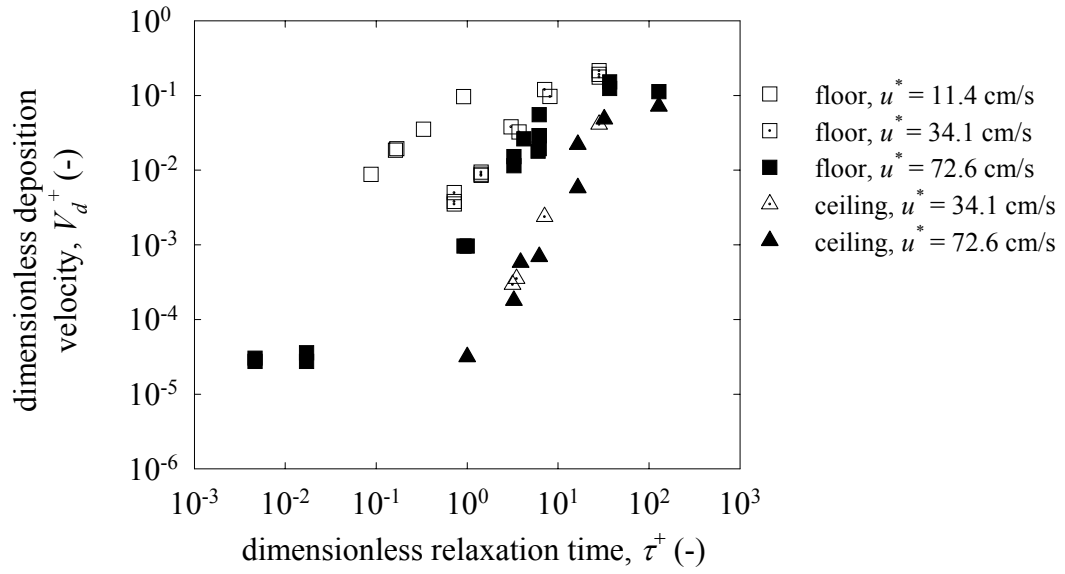 dimensionless deposition
velocity, V_d^+ (-)
10^0
10^-1
10^-2
10^-3
10^-4
10^-5
10^-6
10^-3 10^-2 10^-1 10^0 10^1 10^2 10^3
dimensionless relaxation time, τ^+ (-)
floor, u^* = 11.4 cm/s
floor, u^* = 34.1 cm/s
floor, u^* = 72.6 cm/s
ceiling, u^* = 34.1 cm/s
ceiling, u^* = 72.6 cm/s